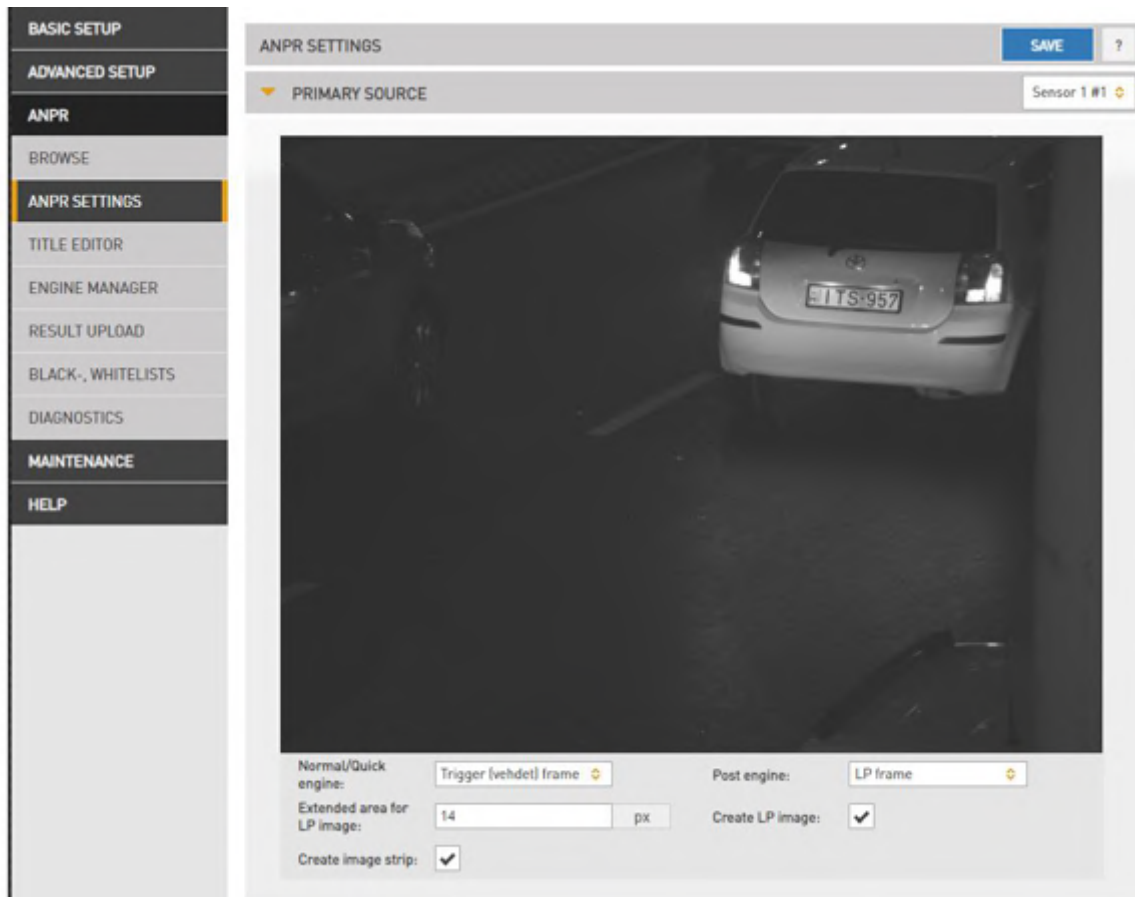 BASIC SETUP
ADVANCED SETUP
ANPR
BROWSE
ANPR SETTINGS
TITLE EDITOR
ENGINE MANAGER
RESULT UPLOAD
BLACK-, WHITELISTS
DIAGNOSTICS
MAINTENANCE
HELP
ANPR SETTINGS
SAVE
?
PRIMARY SOURCE
Sensor 1 #1
ITS-957
Normal/Quick
engine:
Trigger (vehdet) frame
Post engine:
LP frame
Extended area for
LP image:
14
px
Create LP image:
Create image strip: